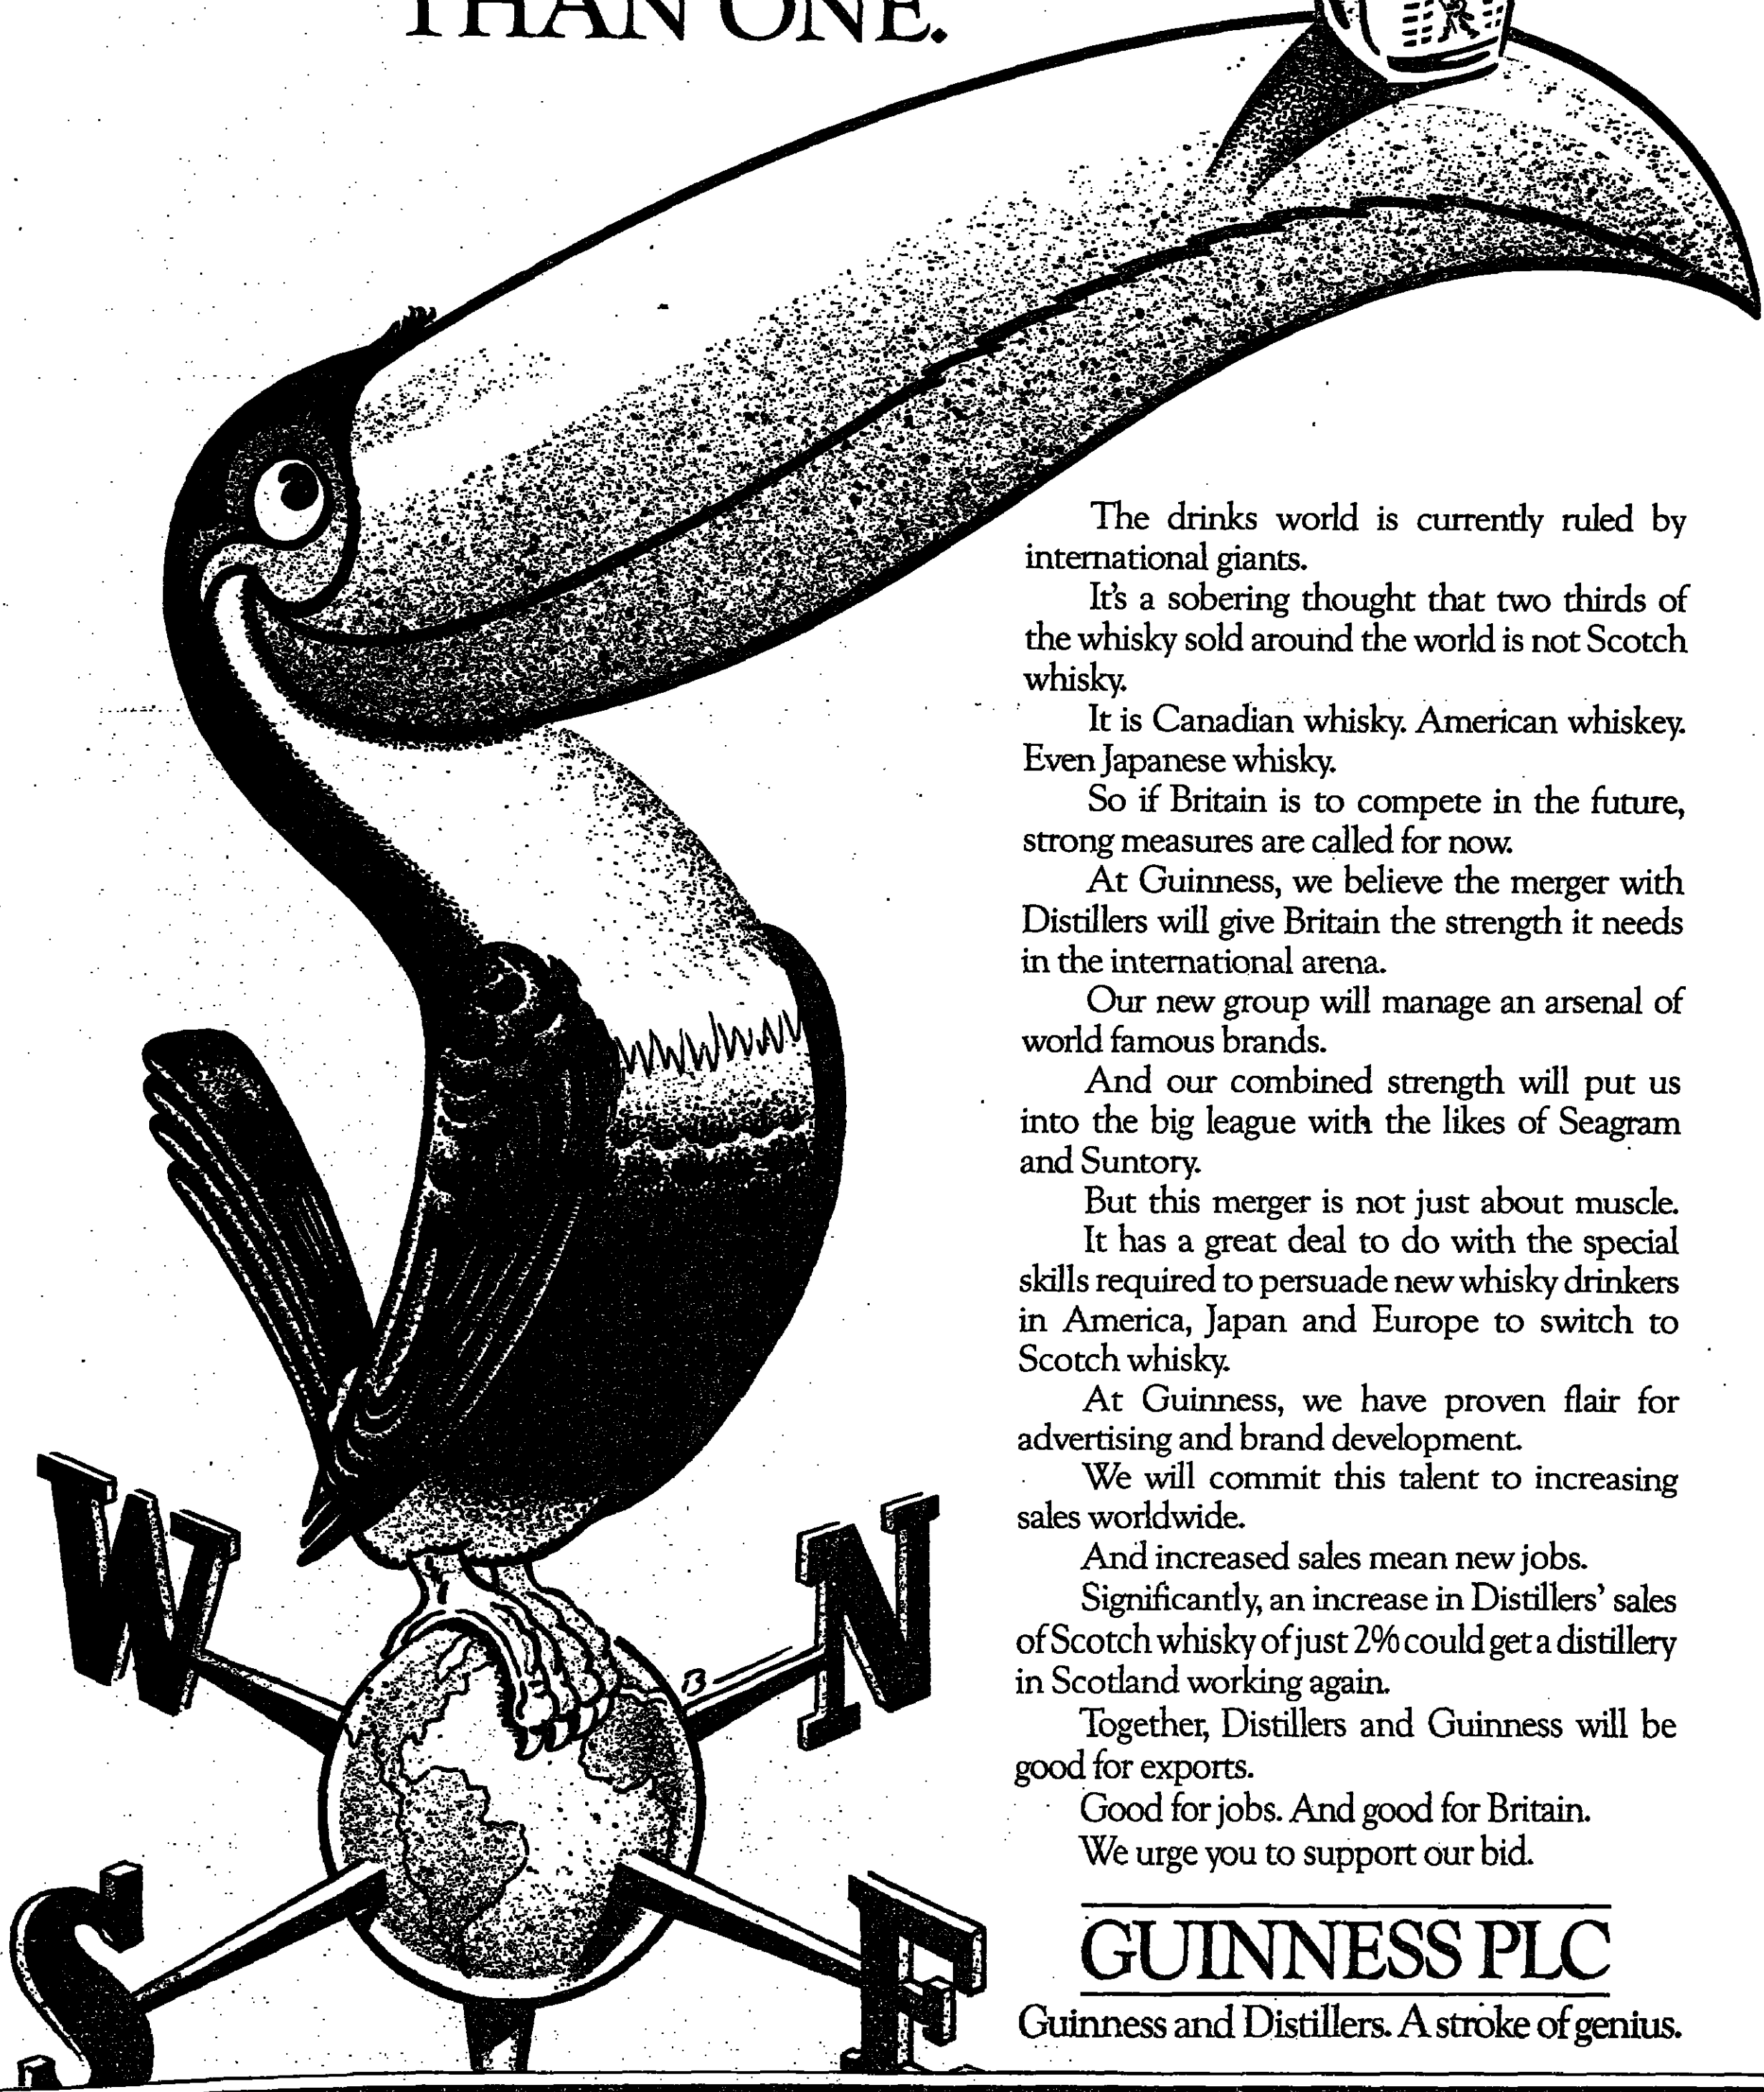 THAN ONE.
The drinks world is currently ruled by
international giants.
It's a sobering thought that two thirds of
the whisky sold around the world is not Scotch
whisky.
It is Canadian whisky. American whiskey.
Even Japanese whisky.
So if Britain is to compete in the future,
strong measures are called for now.
At Guinness, we believe the merger with
Distillers will give Britain the strength it needs
in the international arena.
Our new group will manage an arsenal of
world famous brands.
And our combined strength will put us
into the big league with the likes of Seagram
and Suntory.
But this merger is not just about muscle.
It has a great deal to do with the special
skills required to persuade new whisky drinkers
in America, Japan and Europe to switch to
Scotch whisky.
At Guinness, we have proven flair for
advertising and brand development.
We will commit this talent to increasing
sales worldwide.
And increased sales mean new jobs.
Significantly, an increase in Distillers' sales
of Scotch whisky of just 2% could get a distillery
in Scotland working again.
Together, Distillers and Guinness will be
good for exports.
Good for jobs. And good for Britain.
We urge you to support our bid.
GUINNESS PLC
Guinness and Distillers. A stroke of genius.
W
N
B
S
E